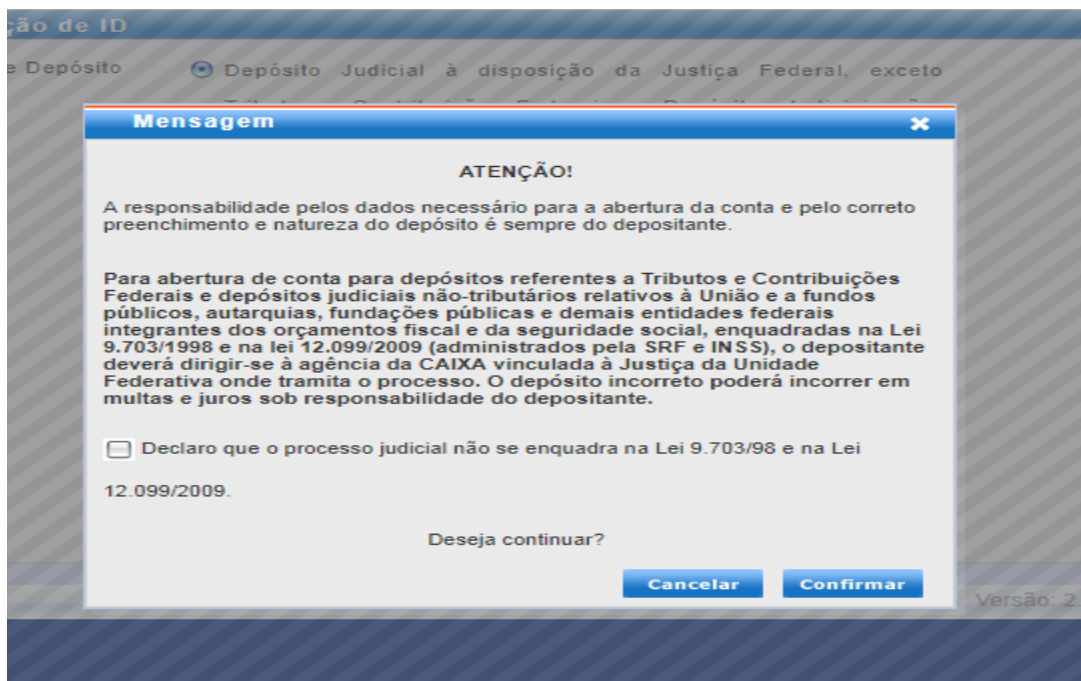 ção de ID
e Depósito
Depósito Judicial à disposição da Justiça Federal, exceto
Mensagem
ATENÇÃO!
A responsabilidade pelos dados necessário para a abertura da conta e pelo correto
preenchimento e natureza do depósito é sempre do depositante.
Para abertura de conta para depósitos referentes a Tributos e Contribuições
Federais e depósitos judiciais não-tributários relativos à União e a fundos
públicos, autarquias, fundações públicas e demais entidades federais
integrantes dos orçamentos fiscal e da seguridade social, enquadradas na Lei
9.703/1998 e na lei 12.099/2009 (administrados pela SRF e INSS), o depositante
deverá dirigir-se à agência da CAIXA vinculada à Justiça da Unidade
Federativa onde tramita o processo. O depósito incorreto poderá incorrer em
multas e juros sob responsabilidade do depositante.
Declaro que o processo judicial não se enquadra na Lei 9.703/98 e na Lei
12.099/2009.
Deseja continuar?
Cancelar Confirmar
Versão: 2